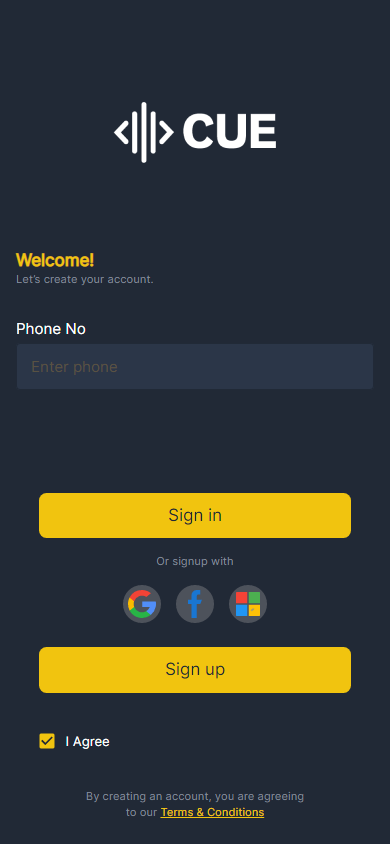 CUE
Welcome!
Let's create your account.
Phone No
Enter phone
Sign in
Or signup with
Sign up
I Agree
By creating an account, you are agreeing
to our Terms & Conditions